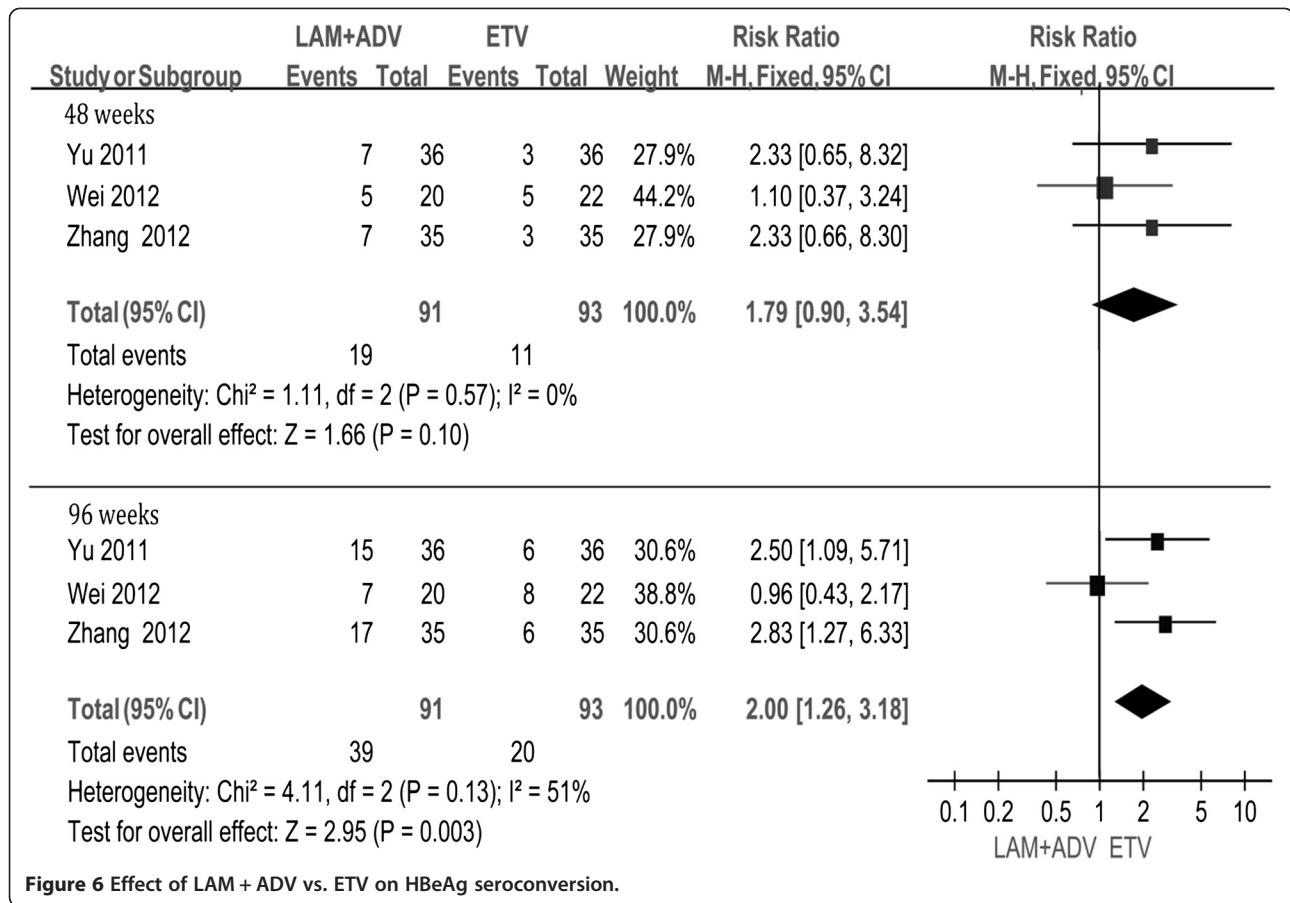 LAM+ADV ETV Risk Ratio Risk Ratio
Study or Subgroup Events Total Events Total Weight M-H, Fixed, 95% CI M-H, Fixed, 95% CI
48 weeks
Yu 2011 7 36 3 36 27.9% 2.33 [0.65, 8.32]
Wei 2012 5 20 5 22 44.2% 1.10 [0.37, 3.24]
Zhang 2012 7 35 3 35 27.9% 2.33 [0.66, 8.30]
Total (95% CI) 91 93 100.0% 1.79 [0.90, 3.54]
Total events 19 11
Heterogeneity: Chi² = 1.11, df = 2 (P = 0.57); I² = 0%
Test for overall effect: Z = 1.66 (P = 0.10)
96 weeks
Yu 2011 15 36 6 36 30.6% 2.50 [1.09, 5.71]
Wei 2012 7 20 8 22 38.8% 0.96 [0.43, 2.17]
Zhang 2012 17 35 6 35 30.6% 2.83 [1.27, 6.33]
Total (95% CI) 91 93 100.0% 2.00 [1.26, 3.18]
Total events 39 20
Heterogeneity: Chi² = 4.11, df = 2 (P = 0.13); I² = 51%
Test for overall effect: Z = 2.95 (P = 0.003)
0.1 0.2 0.5 1 2 5 10
LAM+ADV ETV
Figure 6 Effect of LAM + ADV vs. ETV on HBeAg seroconversion.